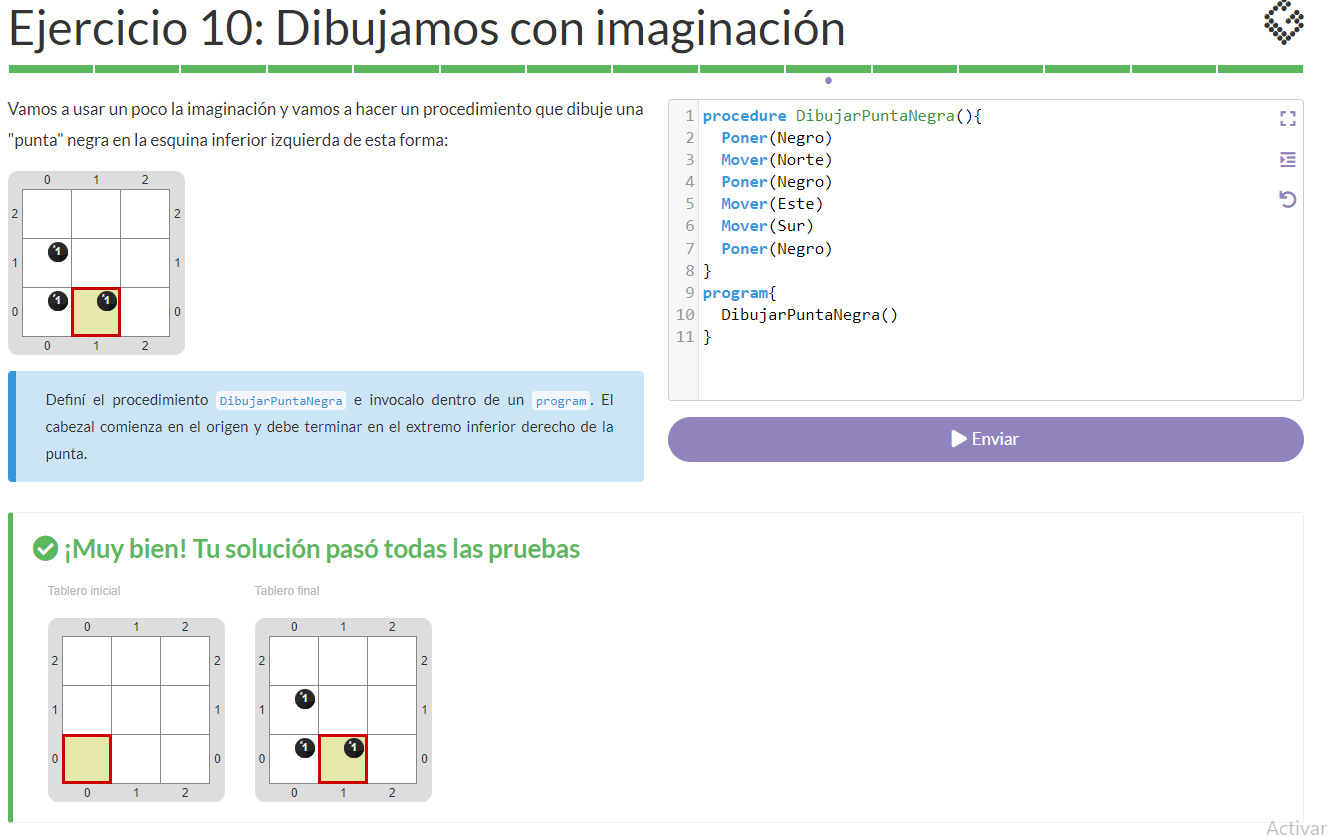 Ejercicio 10: Dibujamos con imaginación
Vamos a usar un poco la imaginación y vamos a hacer un procedimiento que dibuje una
"punta" negra en la esquina inferior izquierda de esta forma:
0 1 2
2 2
1 1 1
0 1 1 0
0 1 2
Definí el procedimiento DibujarPuntaNegra e invocalo dentro de un program. El
cabezal comienza en el origen y debe terminar en el extremo inferior derecho de la
punta.
1 procedure DibujarPuntaNegra(){
2 Poner(Negro)
3 Mover(Norte)
4 Poner(Negro)
5 Mover(Este)
6 Mover(Sur)
7 Poner(Negro)
8 }
9 program{
10 DibujarPuntaNegra()
11 }
Enviar
¡Muy bien! Tu solución pasó todas las pruebas
Tablero inicial
0 1 2
2 2
1 1
0 0
0 1 2
Tablero final
0 1 2
2 2
1 1 1
0 1 1 0
0 1 2
Activar